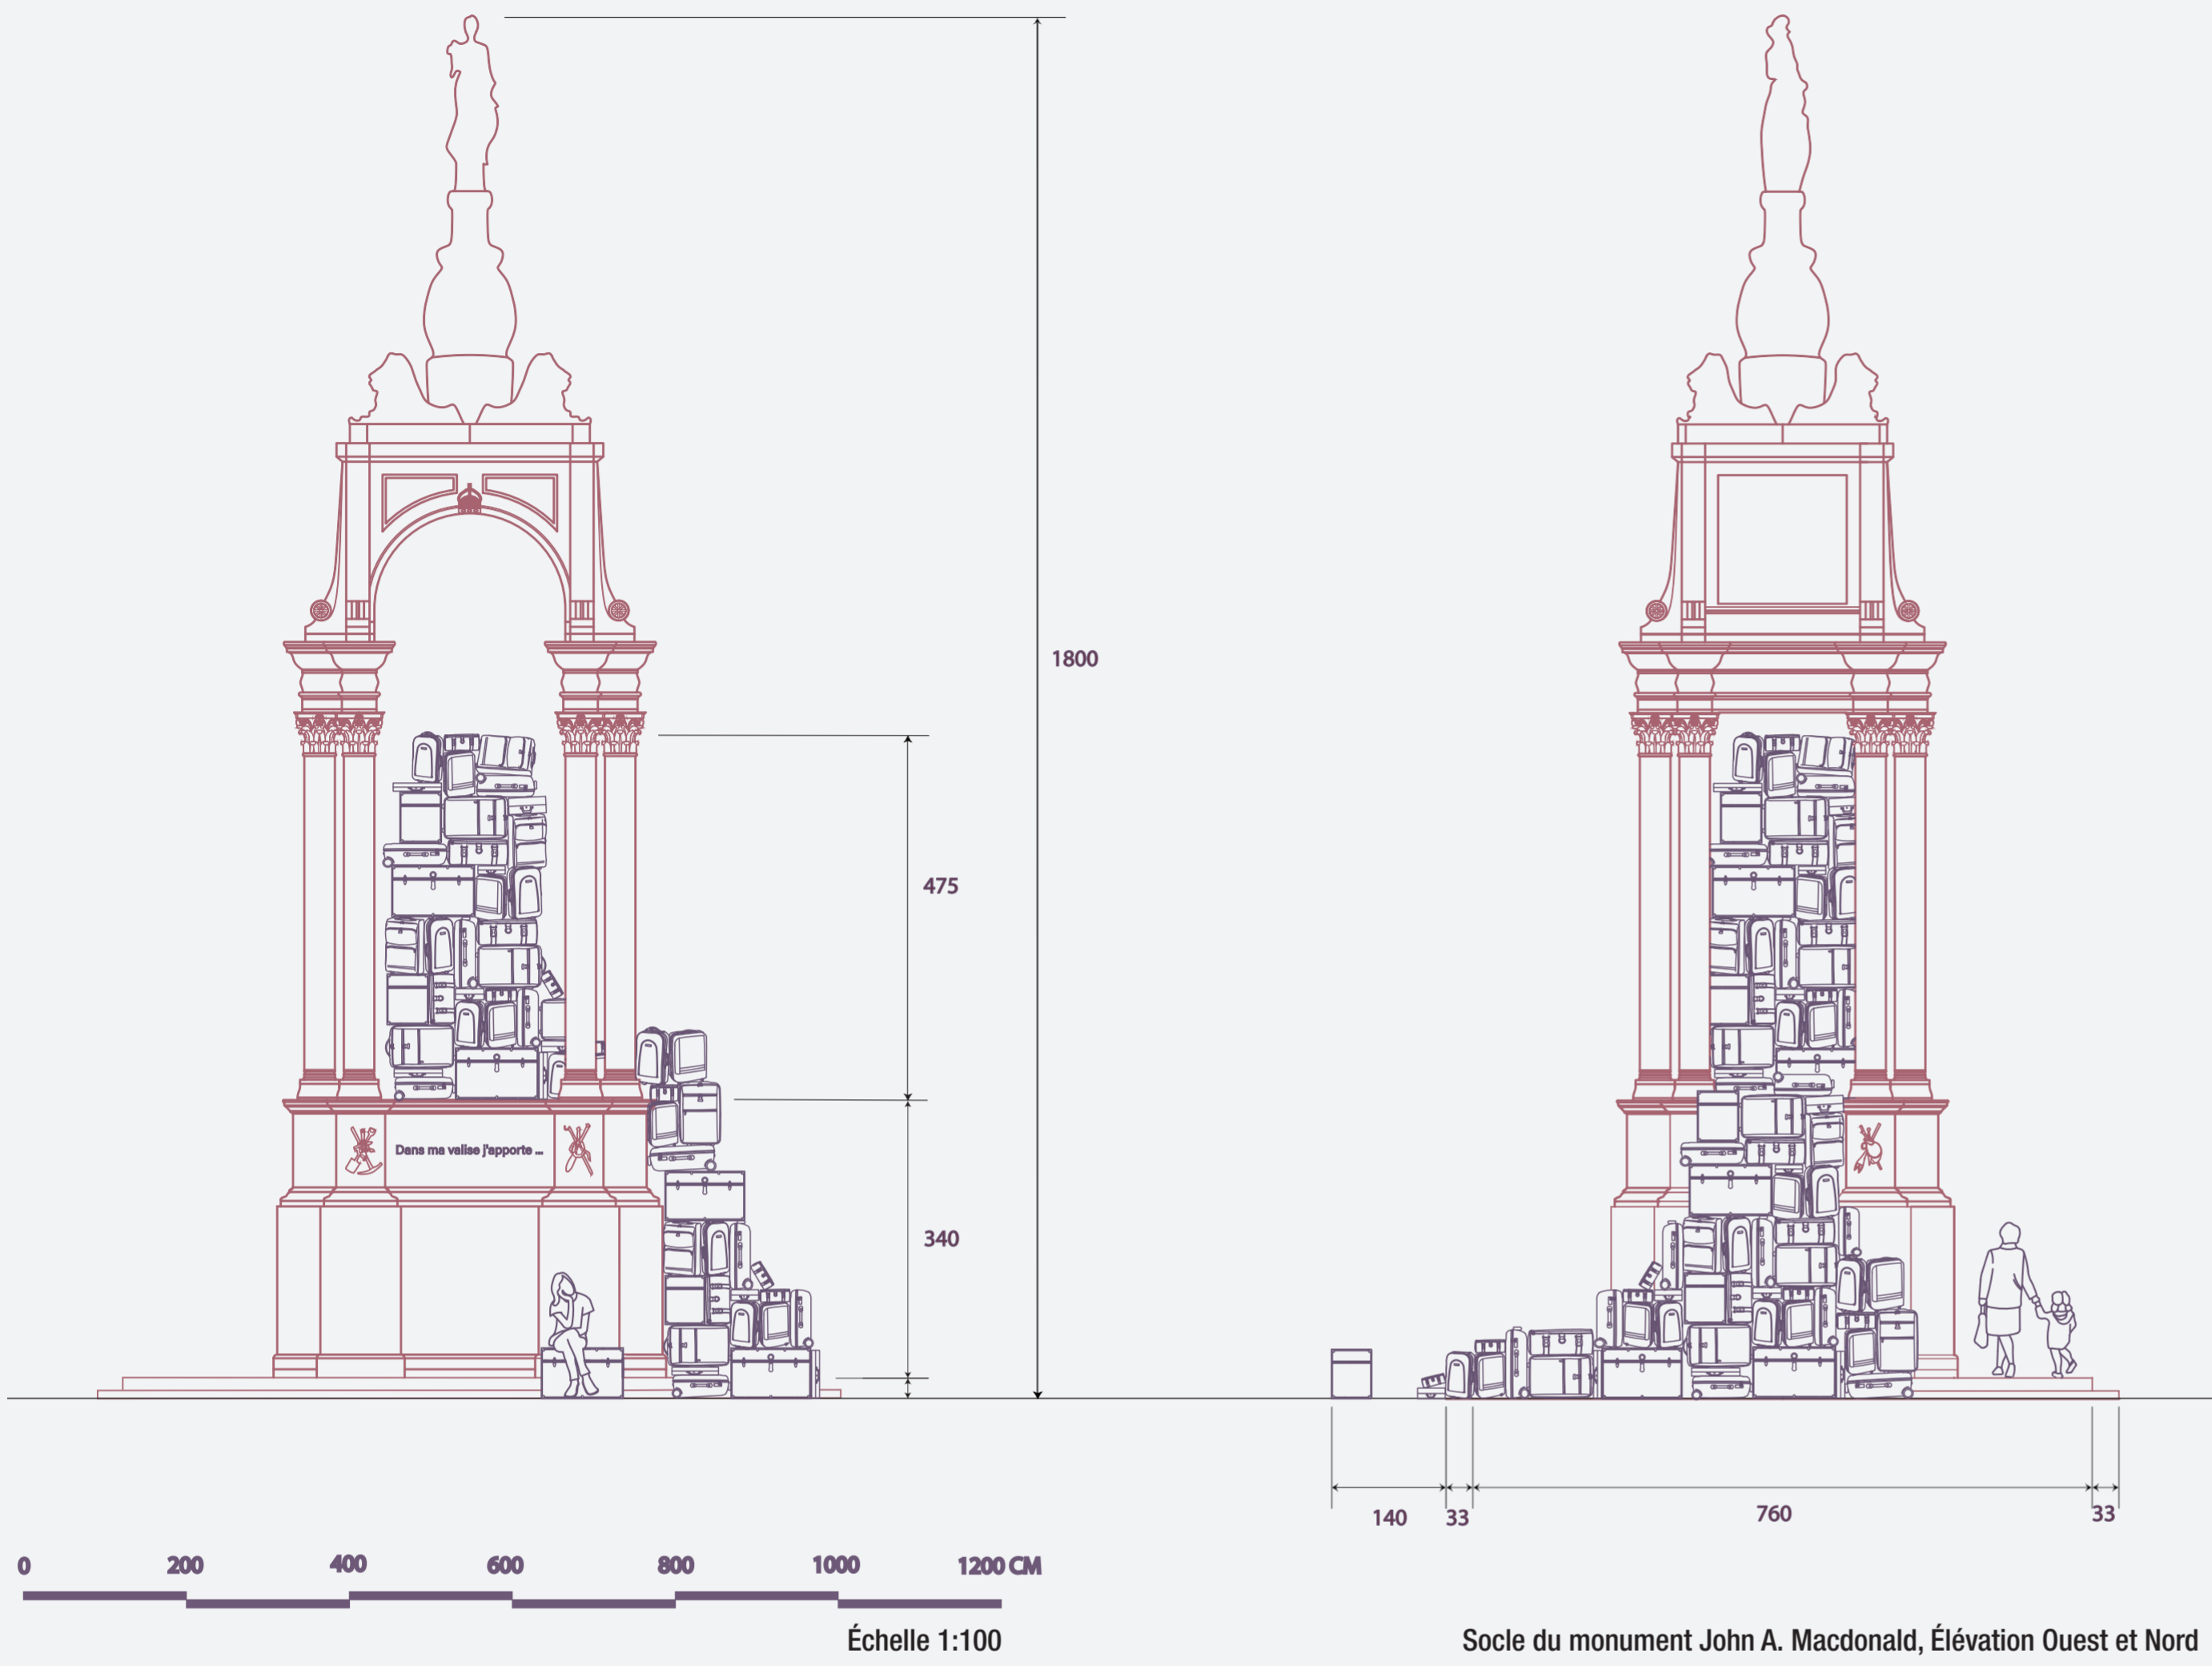 1800
475
Dans ma valise j'apporte ...
340
140
33
760
33
0 200 400 600 800 1000 1200 CM
Échelle 1:100
Socle du monument John A. Macdonald, Élévation Ouest et Nord